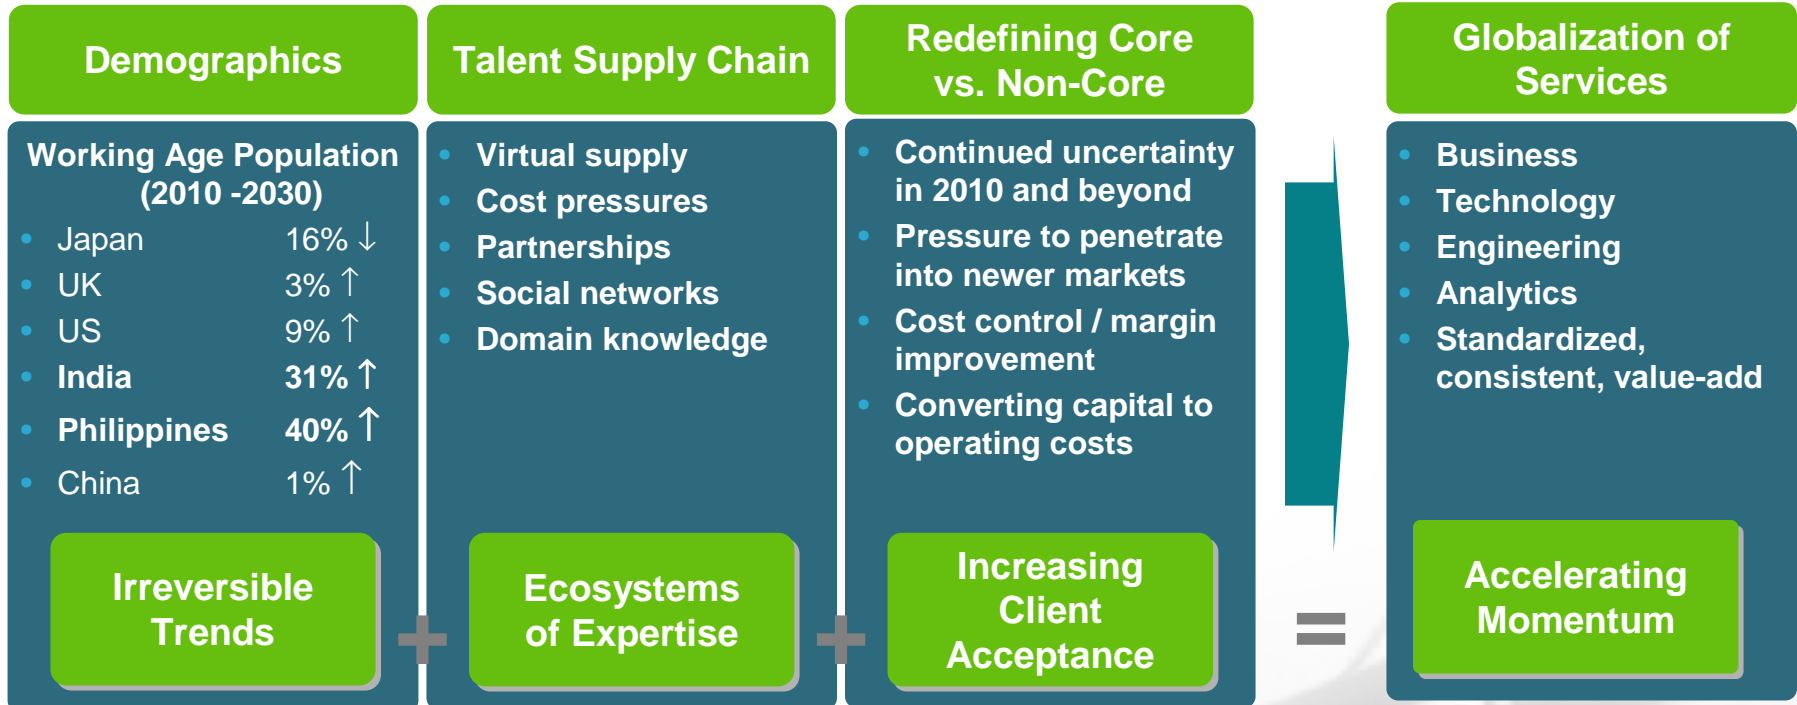 Demographics
Working Age Population
(2010 -2030)
• Japan 16% ↓
• UK 3% ↑
• US 9% ↑
• India 31% ↑
• Philippines 40% ↑
• China 1% ↑
Irreversible
Trends
+
Talent Supply Chain
• Virtual supply
• Cost pressures
• Partnerships
• Social networks
• Domain knowledge
Ecosystems
of Expertise
+
Redefining Core
vs. Non-Core
• Continued uncertainty
in 2010 and beyond
• Pressure to penetrate
into newer markets
• Cost control / margin
improvement
• Converting capital to
operating costs
Increasing
Client
Acceptance
=
Globalization of
Services
• Business
• Technology
• Engineering
• Analytics
• Standardized,
consistent, value-add
Accelerating
Momentum